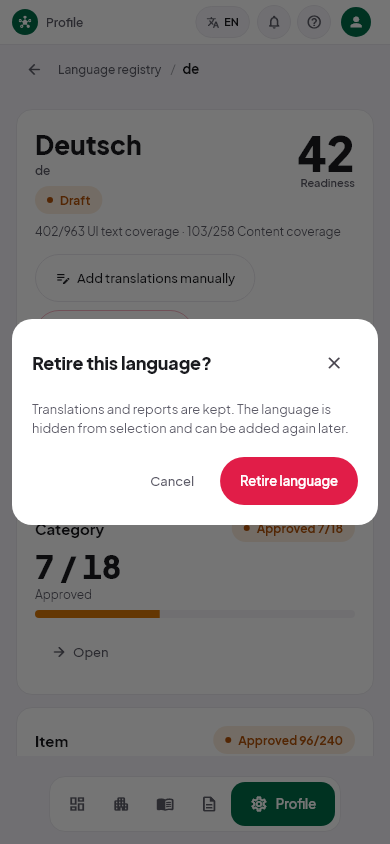 Profile
EN
Language registry / de
Deutsch
42
de
Readiness
Draft
402/963 UI text coverage · 103/258 Content coverage
Add translations manually
Retire this language?
Translations and reports are kept. The language is
hidden from selection and can be added again later.
Cancel
Retire language
Category
Approved 7/18
7 / 18
Approved
Open
Item
Approved 96/240
Profile